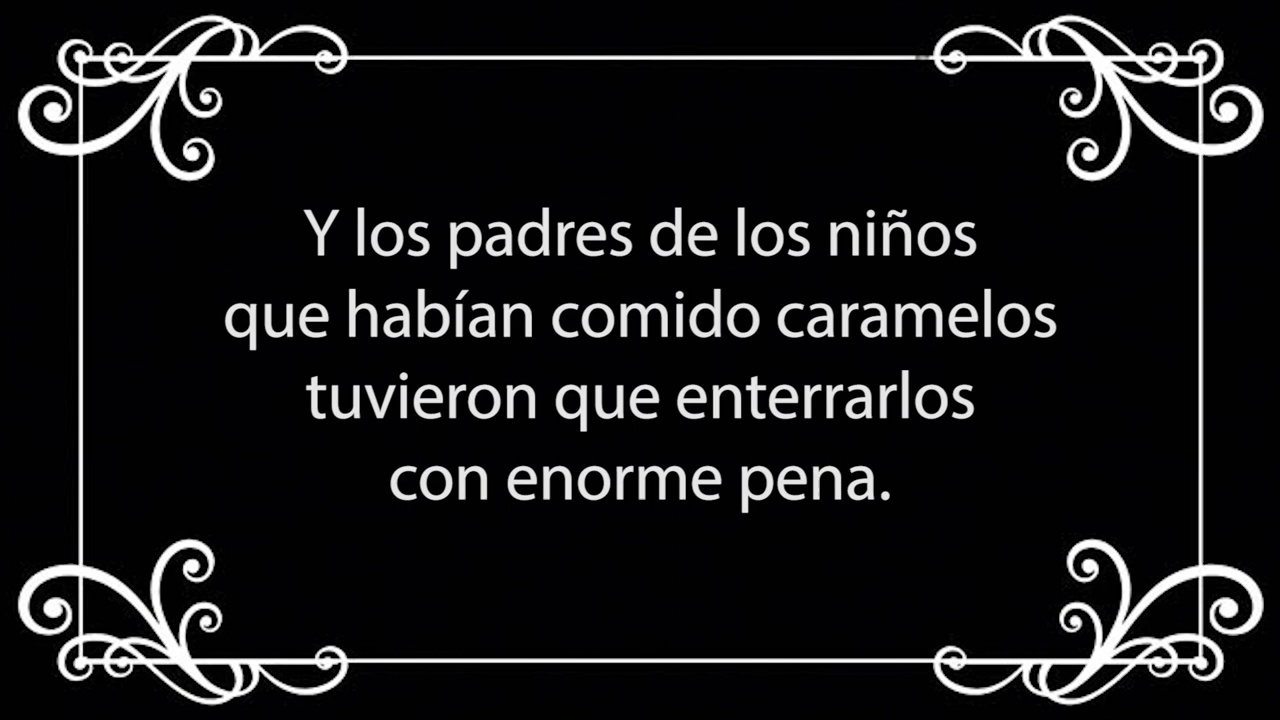 Y los padres de los niños
que habían comido caramelos
tuvieron que enterrarlos
con enorme pena.